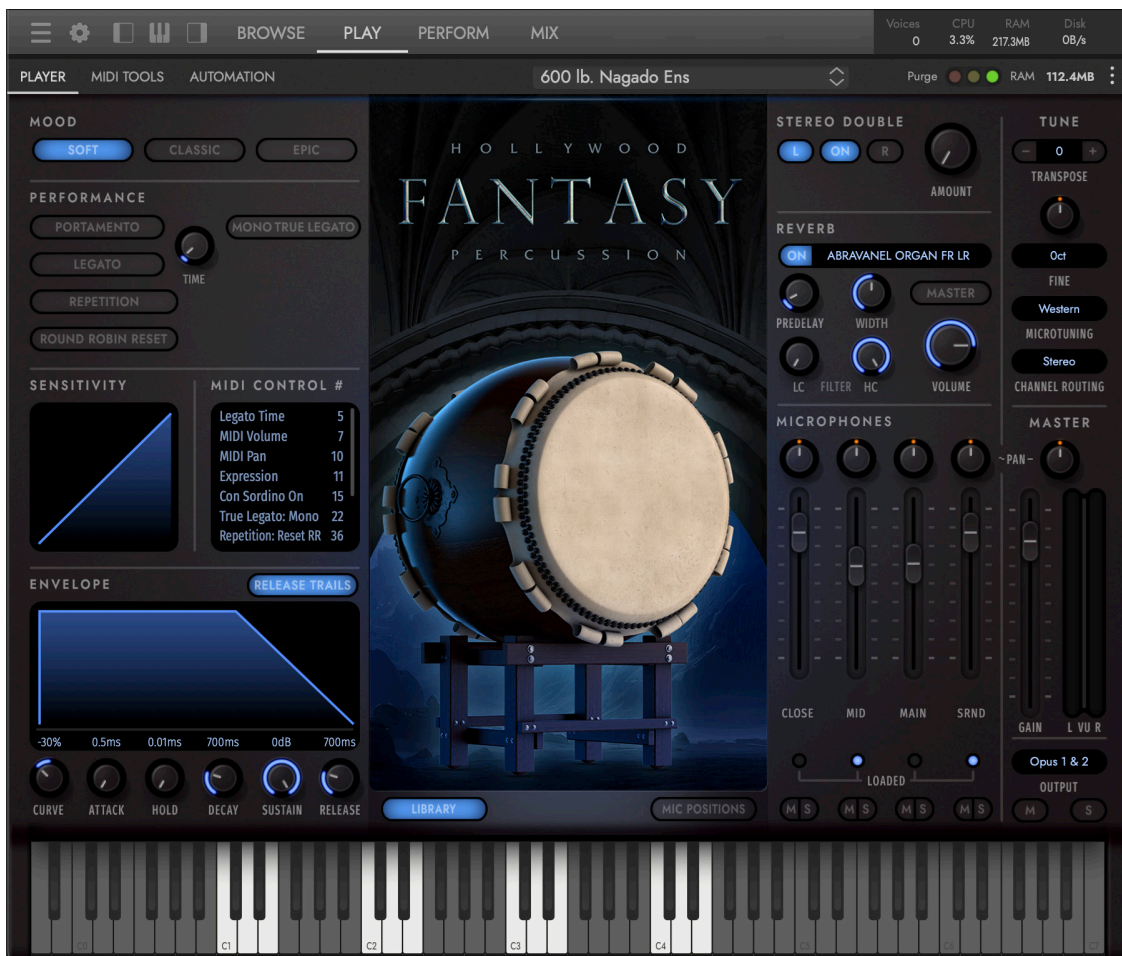 BROWSE PLAY PERFORM MIX
Voices CPU RAM Disk
0 3.3% 217.3MB 0B/s
PLAYER MIDI TOOLS AUTOMATION
600 lb. Nagado Ens
Purge RAM 112.4MB
MOOD
SOFT CLASSIC EPIC
PERFORMANCE
PORTAMENTO
LEGATO
REPETITION
ROUND ROBIN RESET
TIME
MONO TRUE LEGATO
SENSITIVITY
MIDI CONTROL #
Legato Time 5
MIDI Volume 7
MIDI Pan 10
Expression 11
Con Sordino On 15
True Legato: Mono 22
Repetition: Reset RR 36
ENVELOPE
RELEASE TRAILS
-30% 0.5ms 0.01ms 700ms 0dB 700ms
CURVE ATTACK HOLD DECAY SUSTAIN RELEASE
HOLLYWOOD
FANTASY
PERCUSSION
LIBRARY MIC POSITIONS
STEREO DOUBLE
L ON R
AMOUNT
REVERB
ON ABRAVANEL ORGAN FR LR
PREDELAY WIDTH
MASTER
LC FILTER HC
VOLUME
MICROPHONES
~PAN-
CLOSE MID MAIN SRND
LOADED
M S M S M S M S
TUNE
- 0 +
TRANSPOSE
0ct
FINE
Western
MICROTUNING
Stereo
CHANNEL ROUTING
MASTER
GAIN L VU R
Opus 1 & 2
OUTPUT
M S
C0 C1 C2 C3 C4 C5 C6 C7